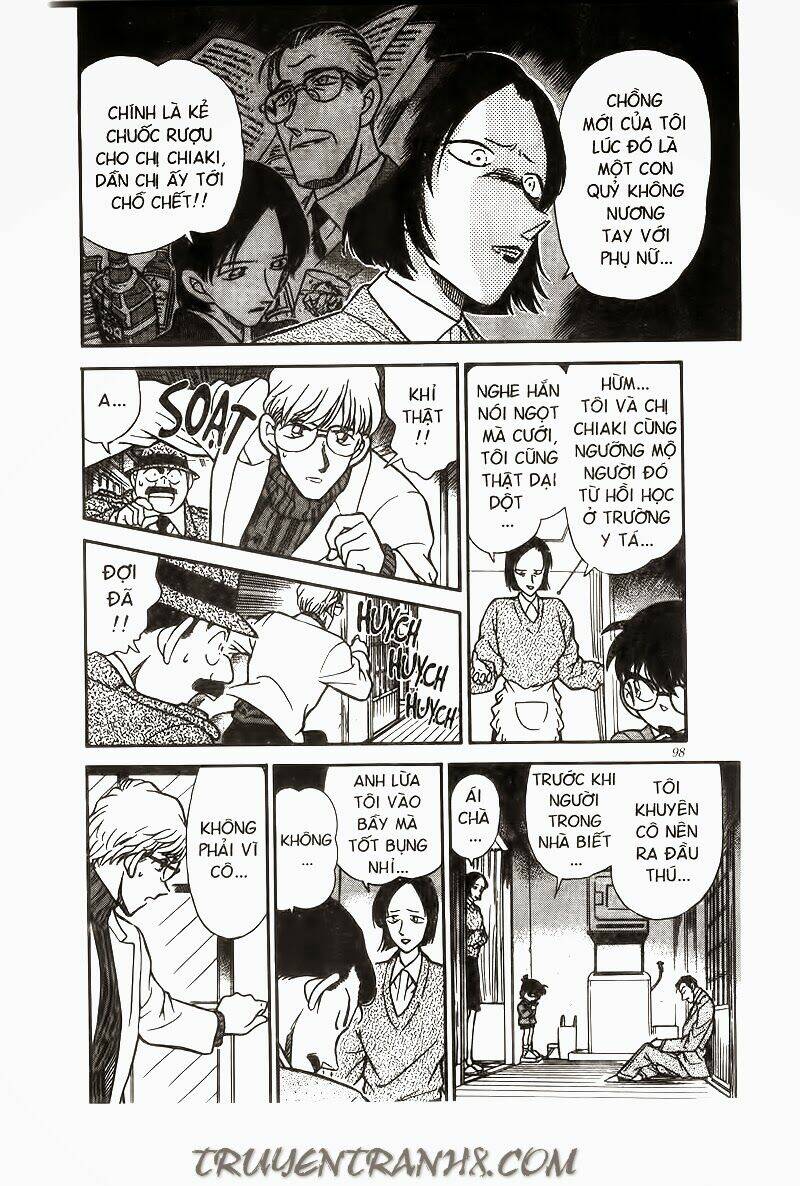 CHỒNG
MỚI CỦA TÔI
LÚC ĐÓ LÀ
MỘT CON
QUỶ KHÔNG
NƯƠNG
TAY VỚI
PHỤ NỮ...
CHÍNH LÀ KẺ
CHUỐC RƯỢU
CHO CHỊ CHIAKI,
DẦN CHỊ ẤY TỚI
CHỖ CHẾT!!
HỪM...
TÔI VÀ CHỊ
CHIAKI CŨNG
NGƯỠNG MỘ
NGƯỜI ĐÓ
TỪ HỒI HỌC
Ở TRƯỜNG
Y TÁ...
NGHE HẮN
NÓI NGỌT
MÀ CƯỚI,
TÔI CŨNG
THẬT DẠI
DỘT
...
KHỈ
THẬT
!!
SOẠT
A...
ĐỢI
ĐÃ
!!
HUỴCH
HUỴCH
HUỴCH
98
TÔI
KHUYÊN
CÔ NÊN
RA ĐẦU
THÚ...
TRƯỚC KHI
NGƯỜI
TRONG
NHÀ BIẾT
...
ÁI
CHÀ
...
ANH LỪA
TÔI VÀO
BẪY MÀ
TỐT BỤNG
NHỈ...
KHÔNG
...
KHÔNG
PHẢI VÌ
CÔ...
TRUYENTRANH8.COM